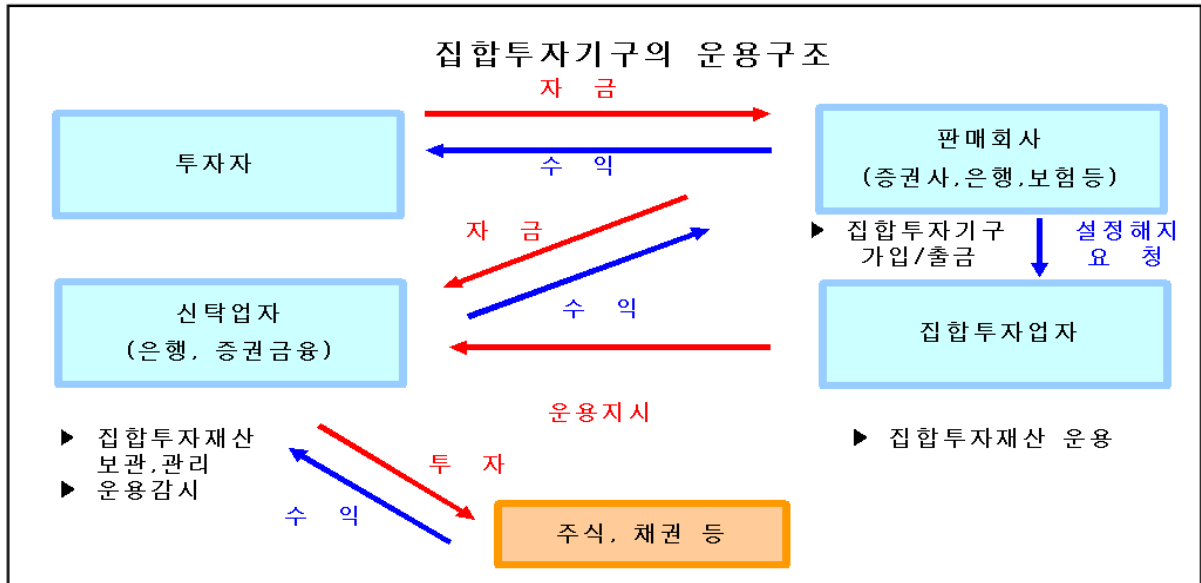 집합투자기구의 운용구조
자 금
투자자
수 익
판매회사
(증권사,은행,보험등)
자 금
▶ 집합투자기구
가입/출금
설정해지
요 청
신탁업자
(은행, 증권금융)
수 익
집합투자업자
운용지시
▶ 집합투자재산
보관,관리
▶ 운용감시
▶ 집합투자재산 운용
투 자
수 익
주식, 채권 등